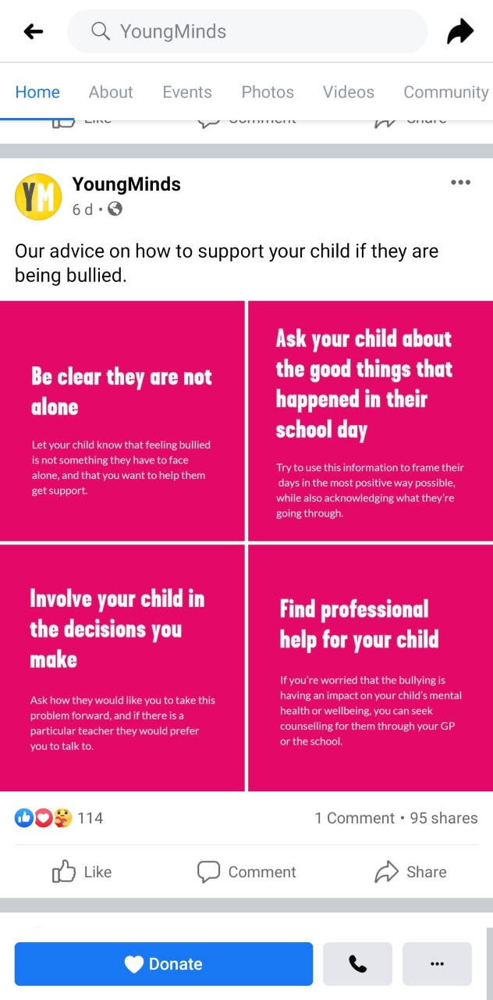 YoungMinds
Home About Events Photos Videos Community
Like Comment Share
YM
YoungMinds
6 d •
Our advice on how to support your child if they are
being bullied.
Be clear they are not
alone
Let your child know that feeling bullied
is not something they have to face
alone, and that you want to help them
get support.
Ask your child about
the good things that
happened in their
school day
Try to use this information to frame their
days in the most positive way possible,
while also acknowledging what they're
going through.
Involve your child in
the decisions you
make
Ask how they would like you to take this
problem forward, and if there is a
particular teacher they would prefer
you to talk to.
Find professional
help for your child
If you're worried that the bullying is
having an impact on your child's mental
health or wellbeing, you can seek
counselling for them through your GP
or the school.
114 1 Comment • 95 shares
Like Comment Share
Donate